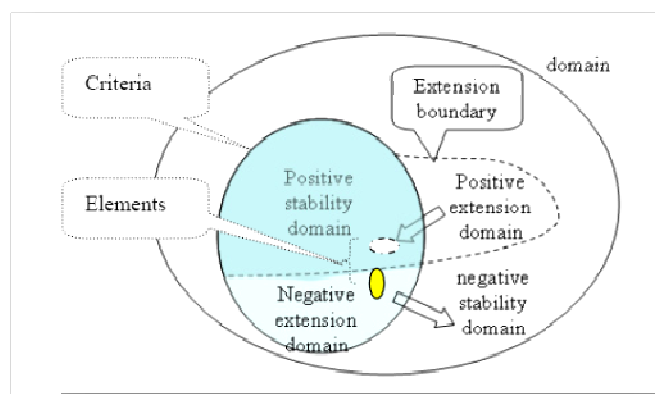 domain
Criteria
Extension
boundary
Positive
stability
domain
Positive
extension
domain
Elements
negative
stability
domain
Negative
extension
domain